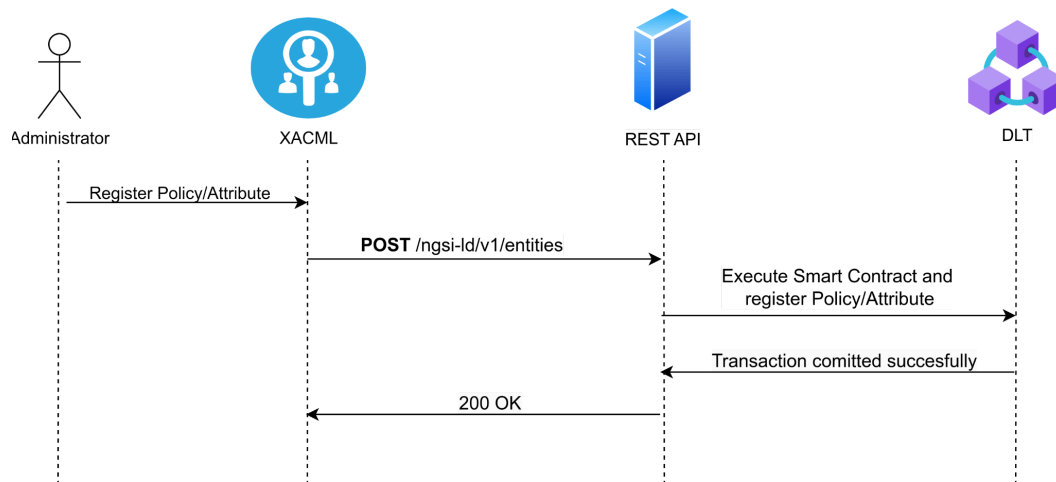 Administrator
XACML
REST API
DLT
Register Policy/Attribute
POST /ngsi-ld/v1/entities
Execute Smart Contract and
register Policy/Attribute
Transaction comitted succesfully
200 OK